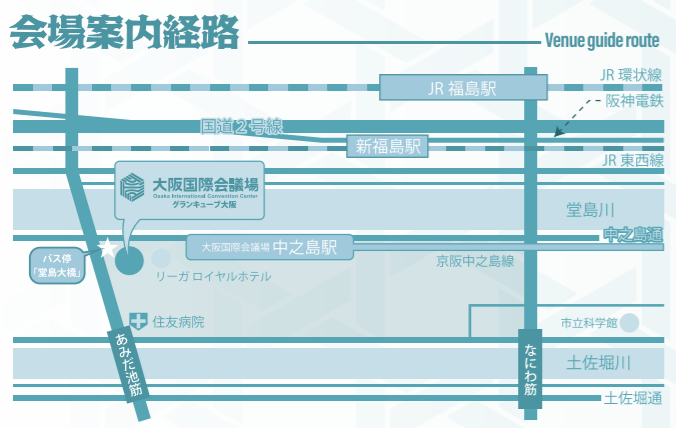 会場案内経路
Venue guide route
JR 環状線
JR 福島駅
阪神電鉄
国道２号線
新福島駅
JR 東西線
大阪国際会議場
Osaka International Convention Center
グランキューブ大阪
堂島川
中之島通
大阪国際会議場 中之島駅
京阪中之島線
バス停
「堂島大橋」
リーガ ロイヤルホテル
住友病院
市立科学館
あみだ池筋
なにわ筋
土佐堀川
土佐堀通